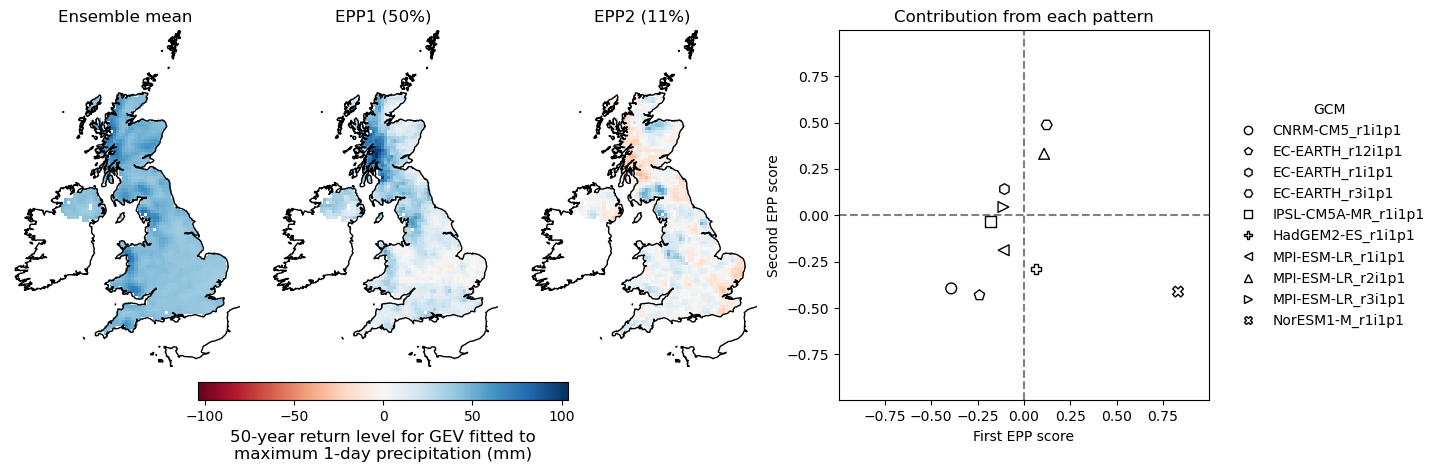 Ensemble mean
EPP1 (50%)
EPP2 (11%)
−100
−50
0
50
100
50-year return level for GEV fitted to
maximum 1-day precipitation (mm)
Contribution from each pattern
Second EPP score
0.75
0.50
0.25
0.00
−0.25
−0.50
−0.75
−0.75
−0.50
−0.25
0.00
0.25
0.50
0.75
First EPP score
GCM
CNRM-CM5_r1i1p1
EC-EARTH_r12i1p1
EC-EARTH_r1i1p1
EC-EARTH_r3i1p1
IPSL-CM5A-MR_r1i1p1
HadGEM2-ES_r1i1p1
MPI-ESM-LR_r1i1p1
MPI-ESM-LR_r2i1p1
MPI-ESM-LR_r3i1p1
NorESM1-M_r1i1p1